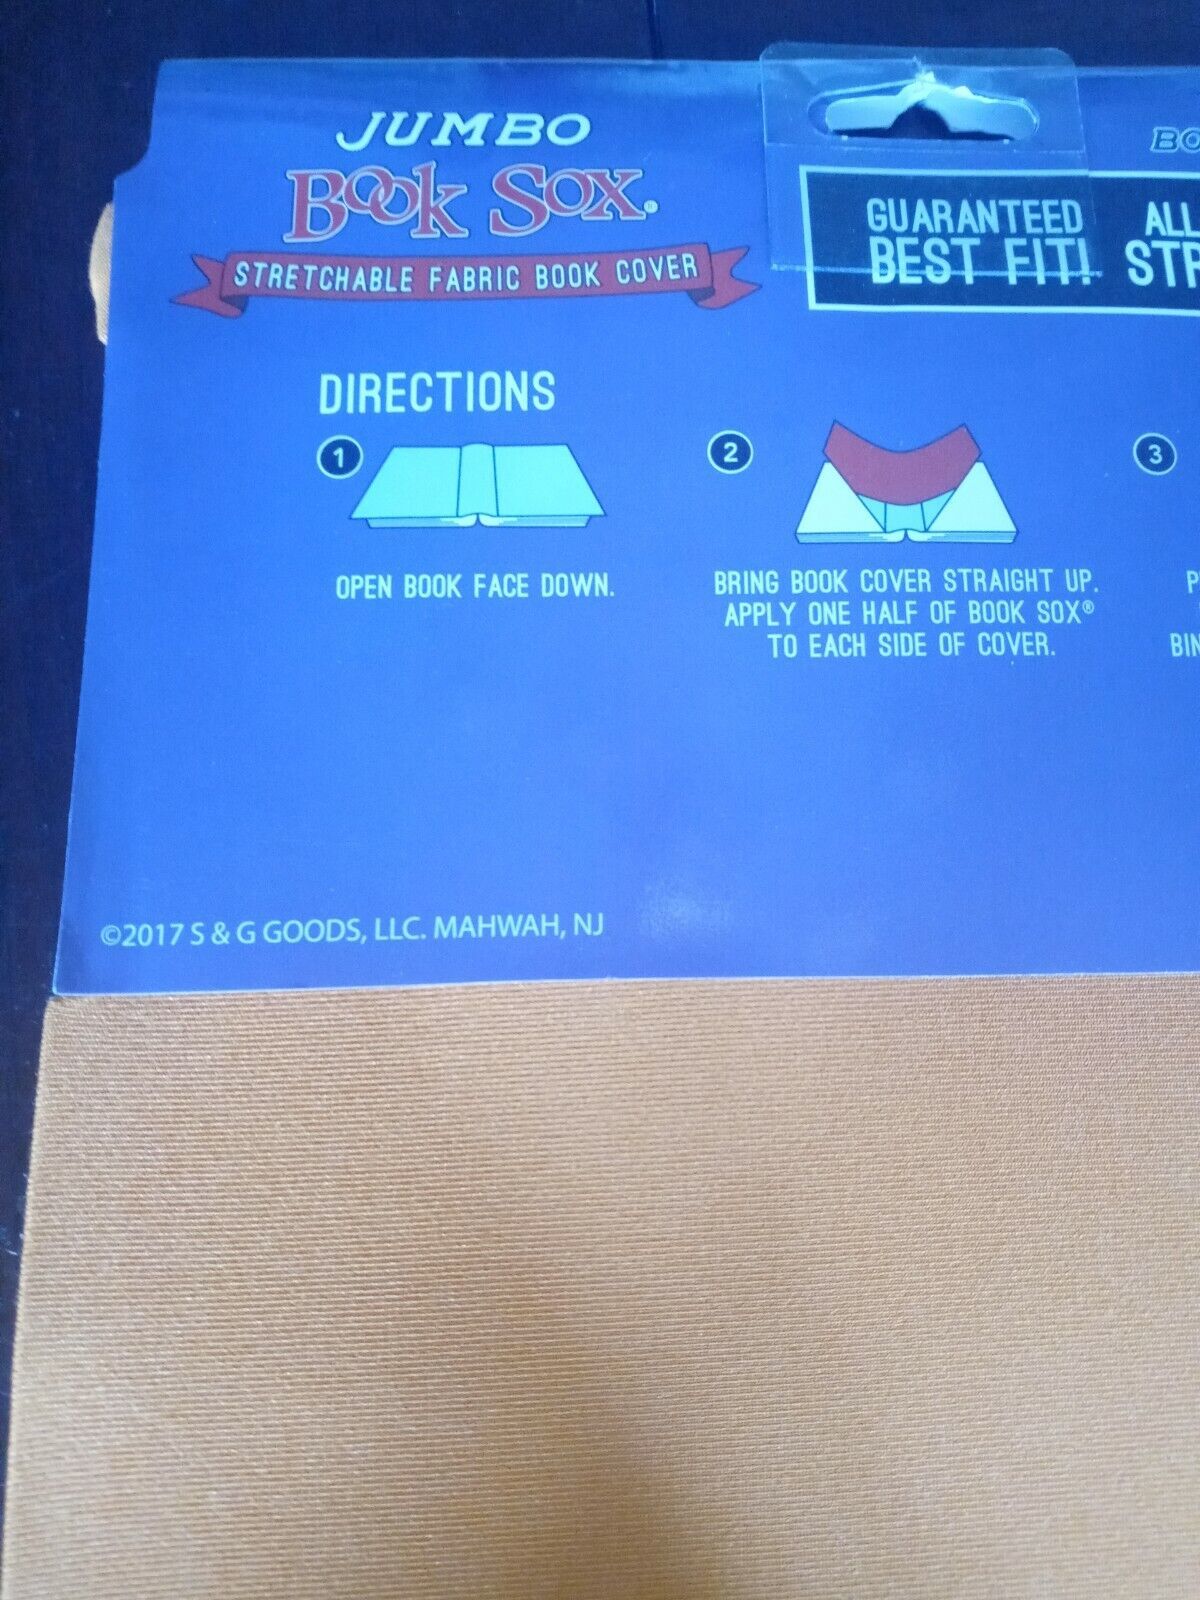 JUMBO
Book Sox®
STRETCHABLE FABRIC BOOK COVER
GUARANTEED
BEST FIT!
ALL
DIRECTIONS
1
OPEN BOOK FACE DOWN.
2
BRING BOOK COVER STRAIGHT UP.
APPLY ONE HALF OF BOOK SOX®
TO EACH SIDE OF COVER.
3
©2017 S & G GOODS, LLC. MAHWAH, NJ